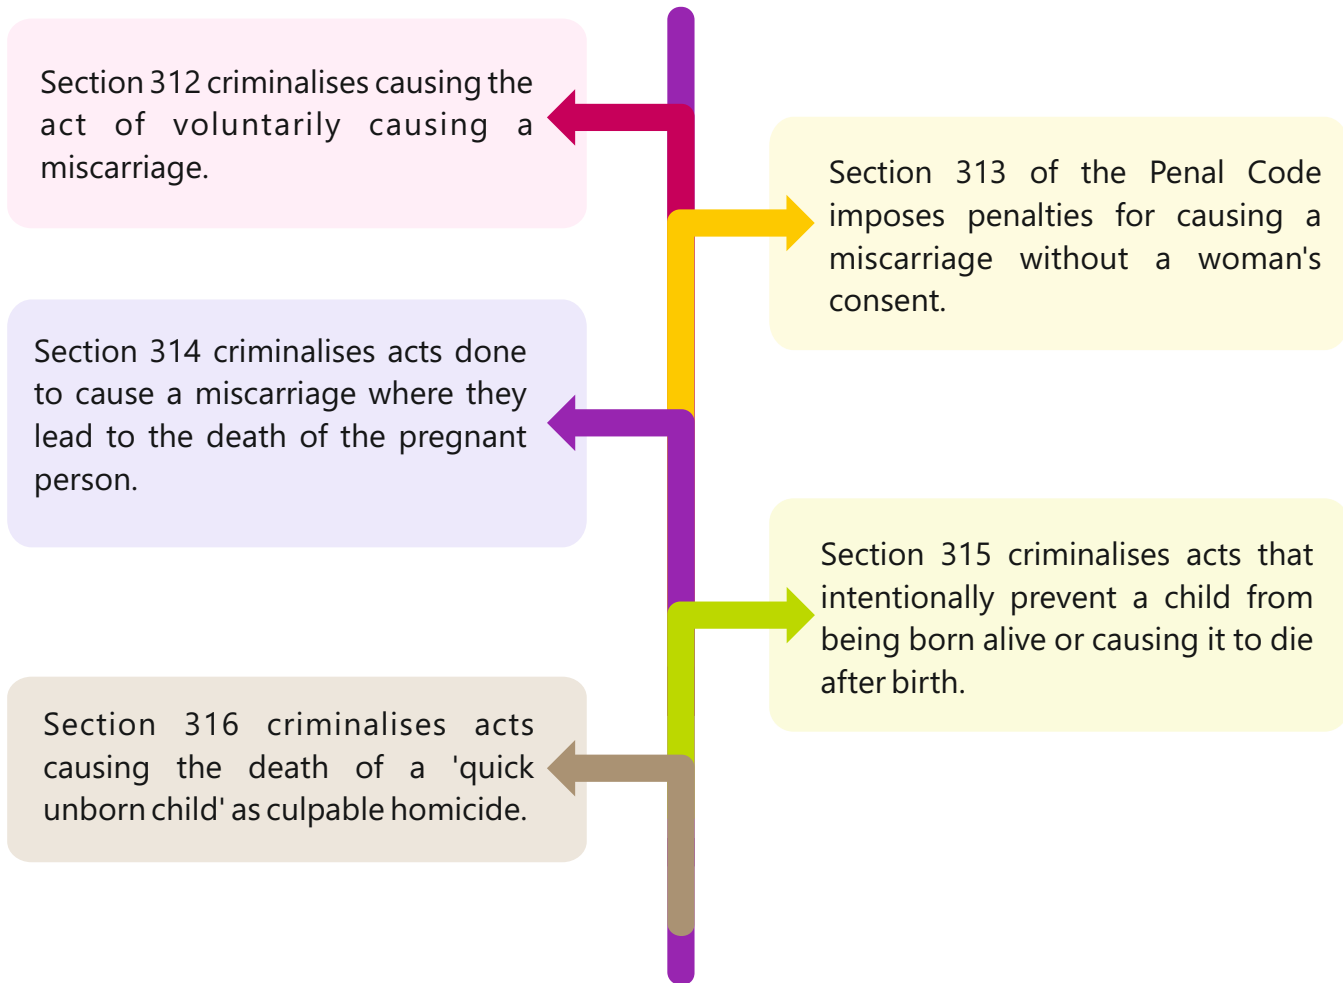 Section 312 criminalises causing the
act of voluntarily causing a
miscarriage.
Section 313 of the Penal Code
imposes penalties for causing a
miscarriage without a woman's
consent.
Section 314 criminalises acts done
to cause a miscarriage where they
lead to the death of the pregnant
person.
Section 315 criminalises acts that
intentionally prevent a child from
being born alive or causing it to die
after birth.
Section 316 criminalises acts
causing the death of a 'quick
unborn child' as culpable homicide.